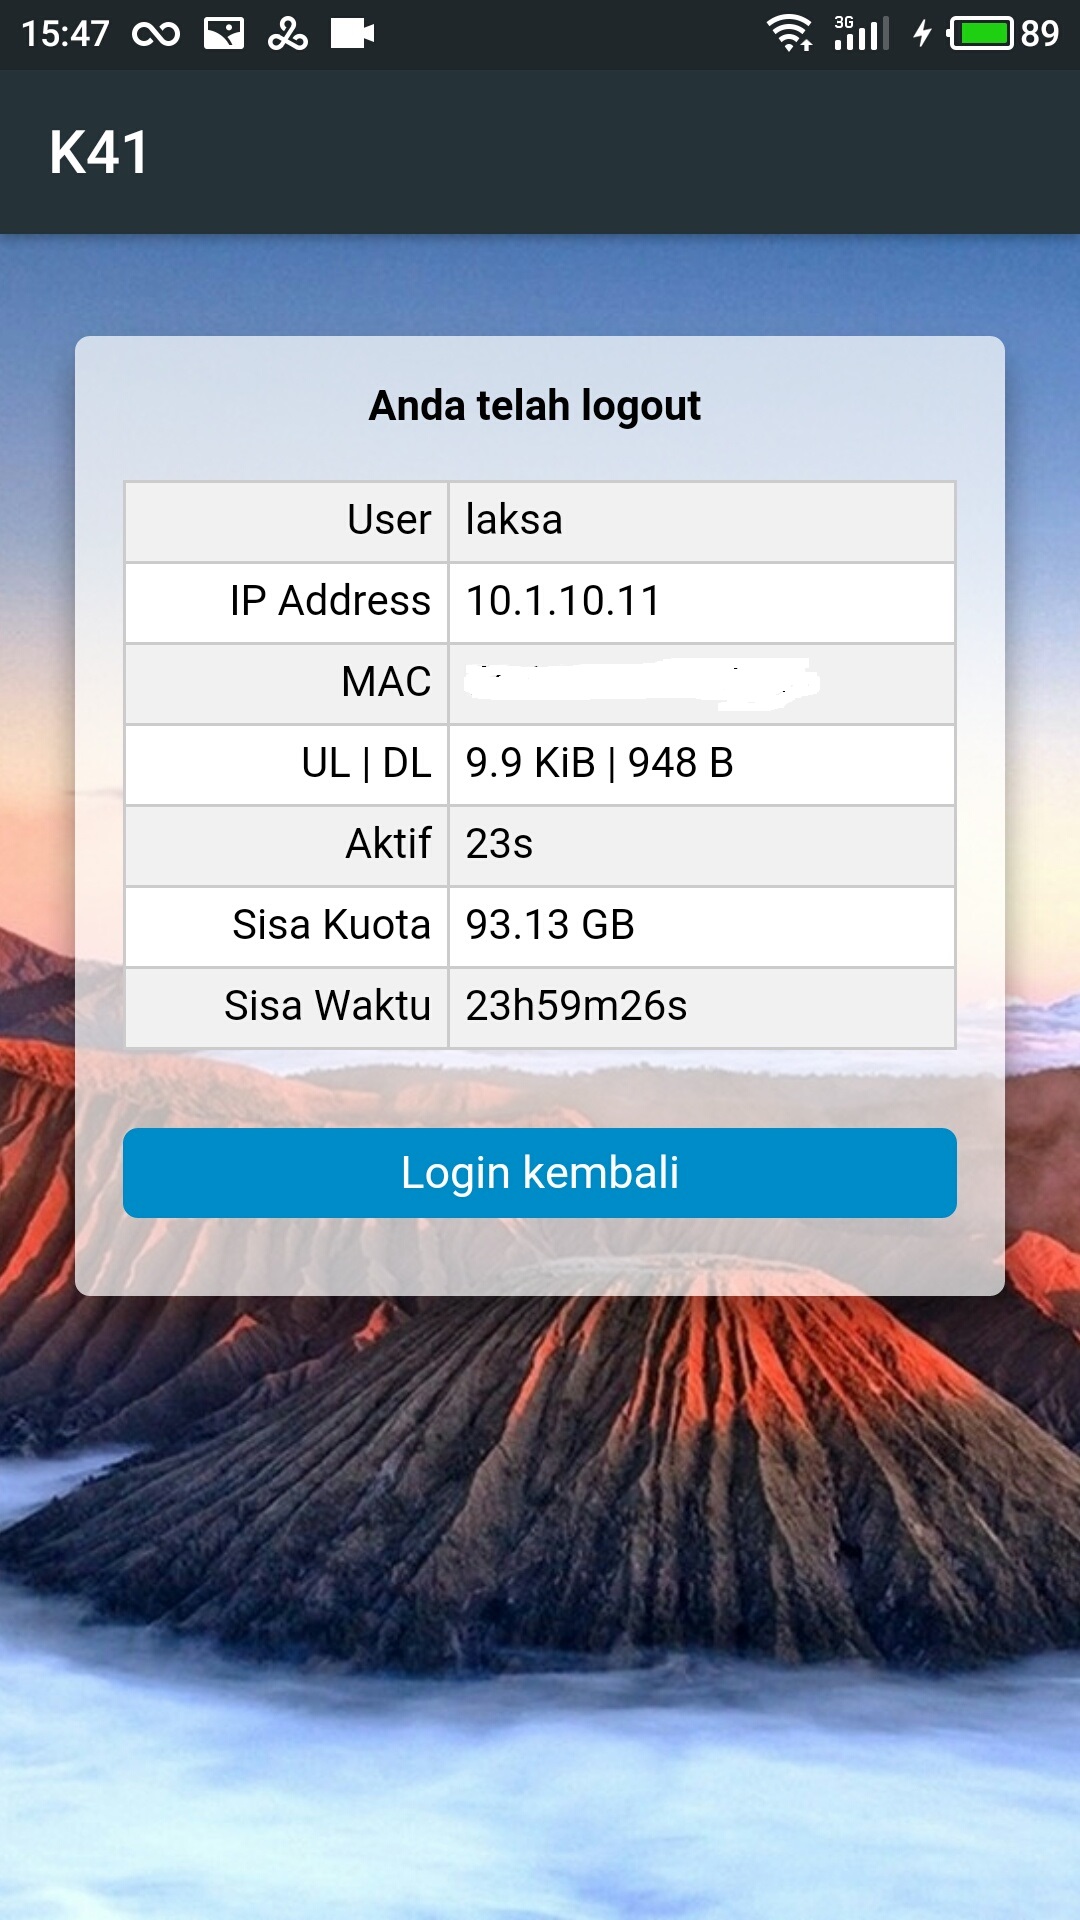 15:47 3G 89
K41
Anda telah logout
User laksa
IP Address 10.1.10.11
MAC
UL | DL 9.9 KiB | 948 B
Aktif 23s
Sisa Kuota 93.13 GB
Sisa Waktu 23h59m26s
Login kembali